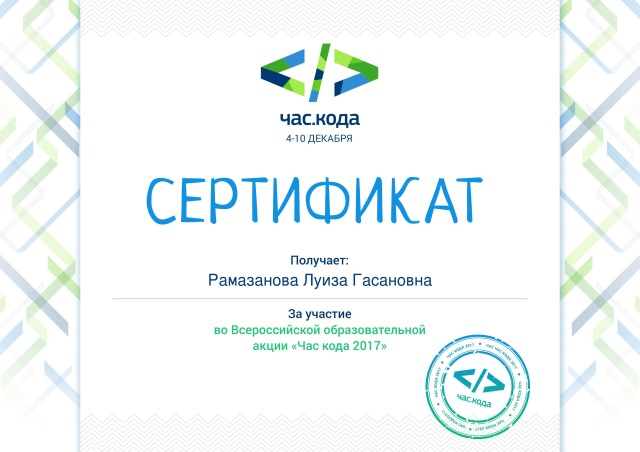 </>
час.кода
4-10 ДЕКАБРЯ
СЕРТИФИКАТ
Получает:
Рамазанова Луиза Гасановна
За участие
во Всероссийской образовательной
акции «Час кода 2017»
</>
час.кода